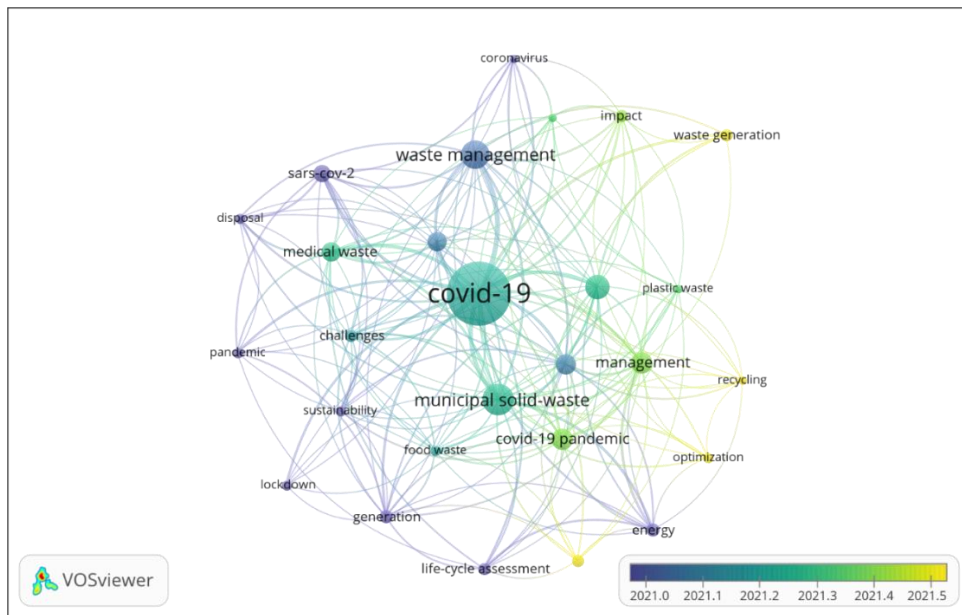 coronavirus
impact
waste generation
waste management
sars-cov-2
disposal
medical waste
plastic waste
covid-19
challenges
pandemic
management
recycling
municipal solid-waste
sustainability
covid-19 pandemic
food waste
optimization
lockdown
generation
energy
life-cycle assessment
VOSviewer
2021.0 2021.1 2021.2 2021.3 2021.4 2021.5